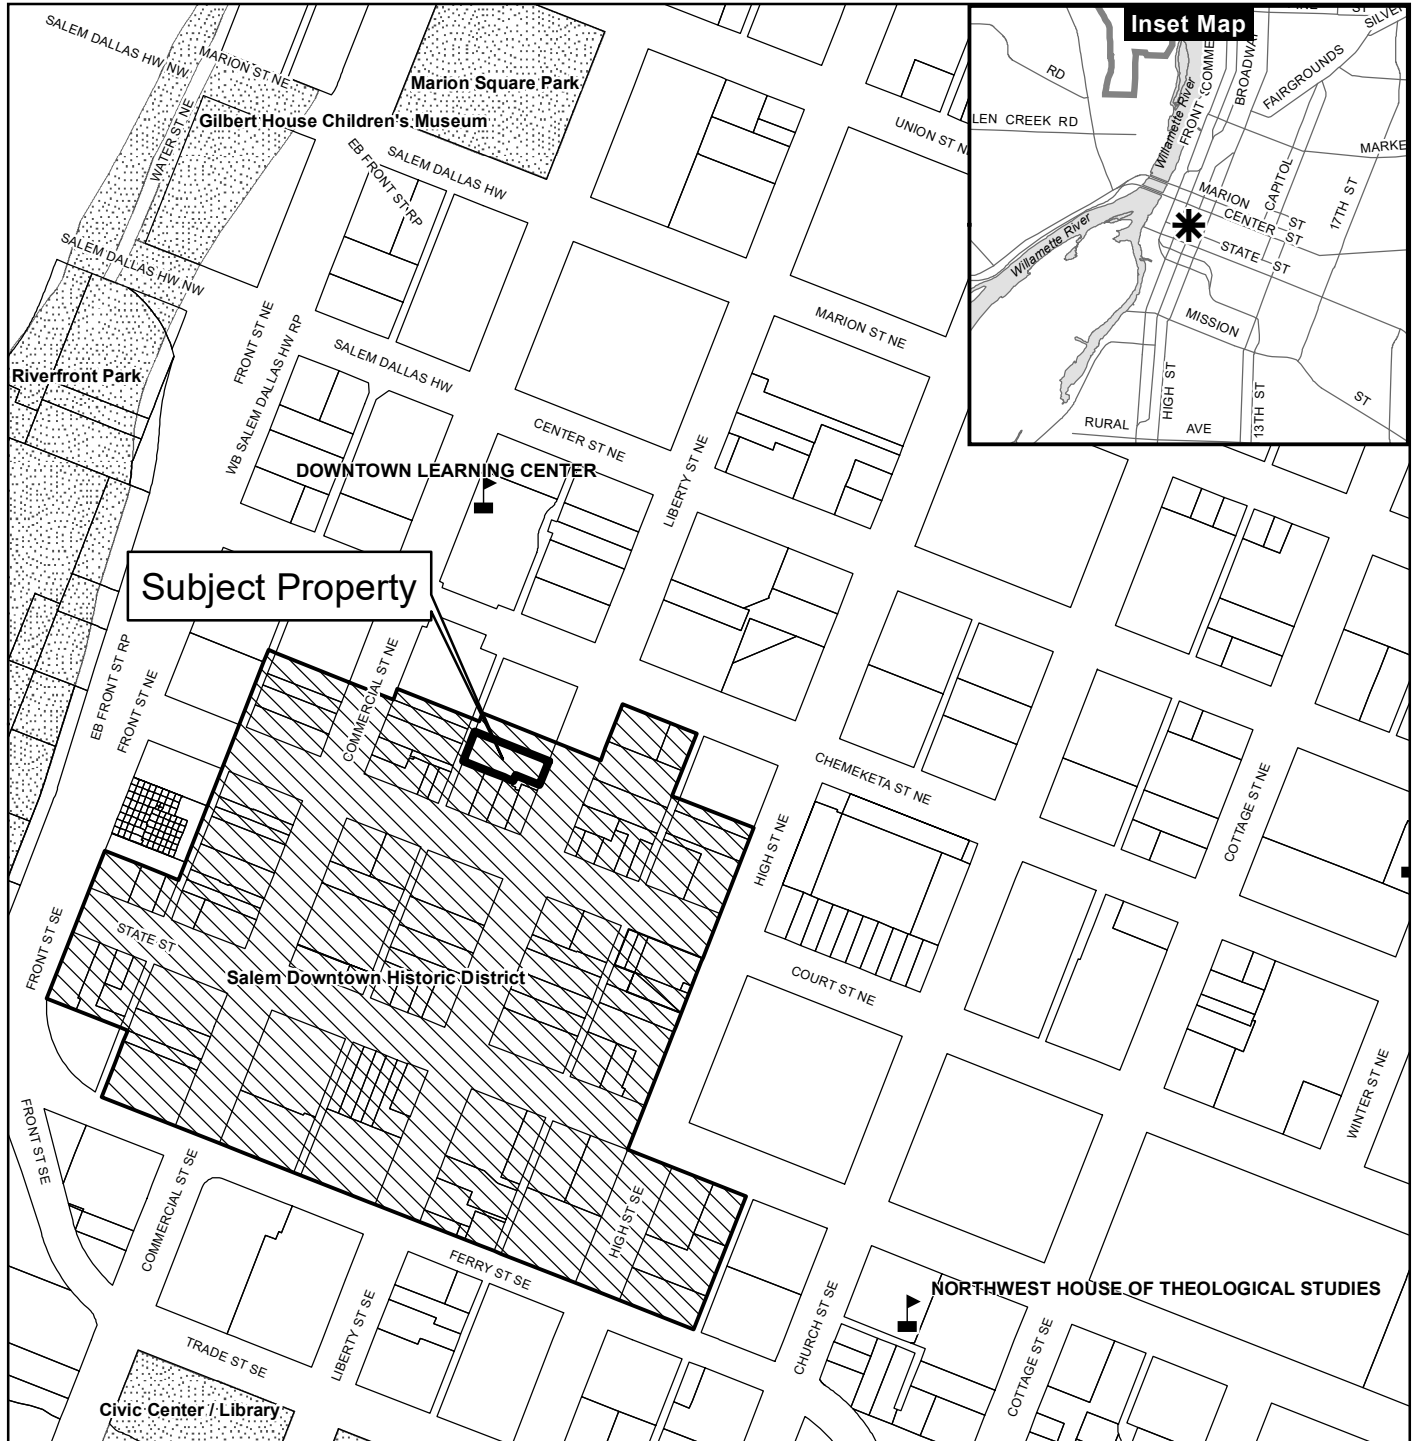 Inset Map
SALEM DALLAS HW NW
MARION ST NE
Marion Square Park
Gilbert House Children's Museum
WATER ST NE
EB FRONT ST RP
SALEM DALLAS HW
UNION ST N
SALEM DALLAS HW NW
FRONT ST NE
WB SALEM DALLAS HW RP
SALEM DALLAS HW
MARION ST NE
Riverfront Park
CENTER ST NE
LIBERTY ST NE
DOWNTOWN LEARNING CENTER
Subject Property
EB FRONT ST RP
FRONT ST NE
COMMERCIAL ST NE
CHEMEKETA ST NE
HIGH ST NE
COTTAGE ST NE
FRONT ST SE
STATE ST
Salem Downtown Historic District
COURT ST NE
WINTER ST NE
FRONT ST SE
COMMERCIAL ST SE
HIGH ST SE
FERRY ST SE
LIBERTY ST SE
TRADE ST SE
CHURCH ST SE
NORTHWEST HOUSE OF THEOLOGICAL STUDIES
COTTAGE ST SE
Civic Center / Library
RD
LEN CREEK RD
Willamette River
FRONT ST
COMME
BROADWAY
FAIRGROUNDS
SILVE
ST
MARKE
CAPITOL
17TH ST
MARION ST
CENTER ST
STATE ST
Willamette River
MISSION
ST
HIGH ST
13TH ST
RURAL AVE